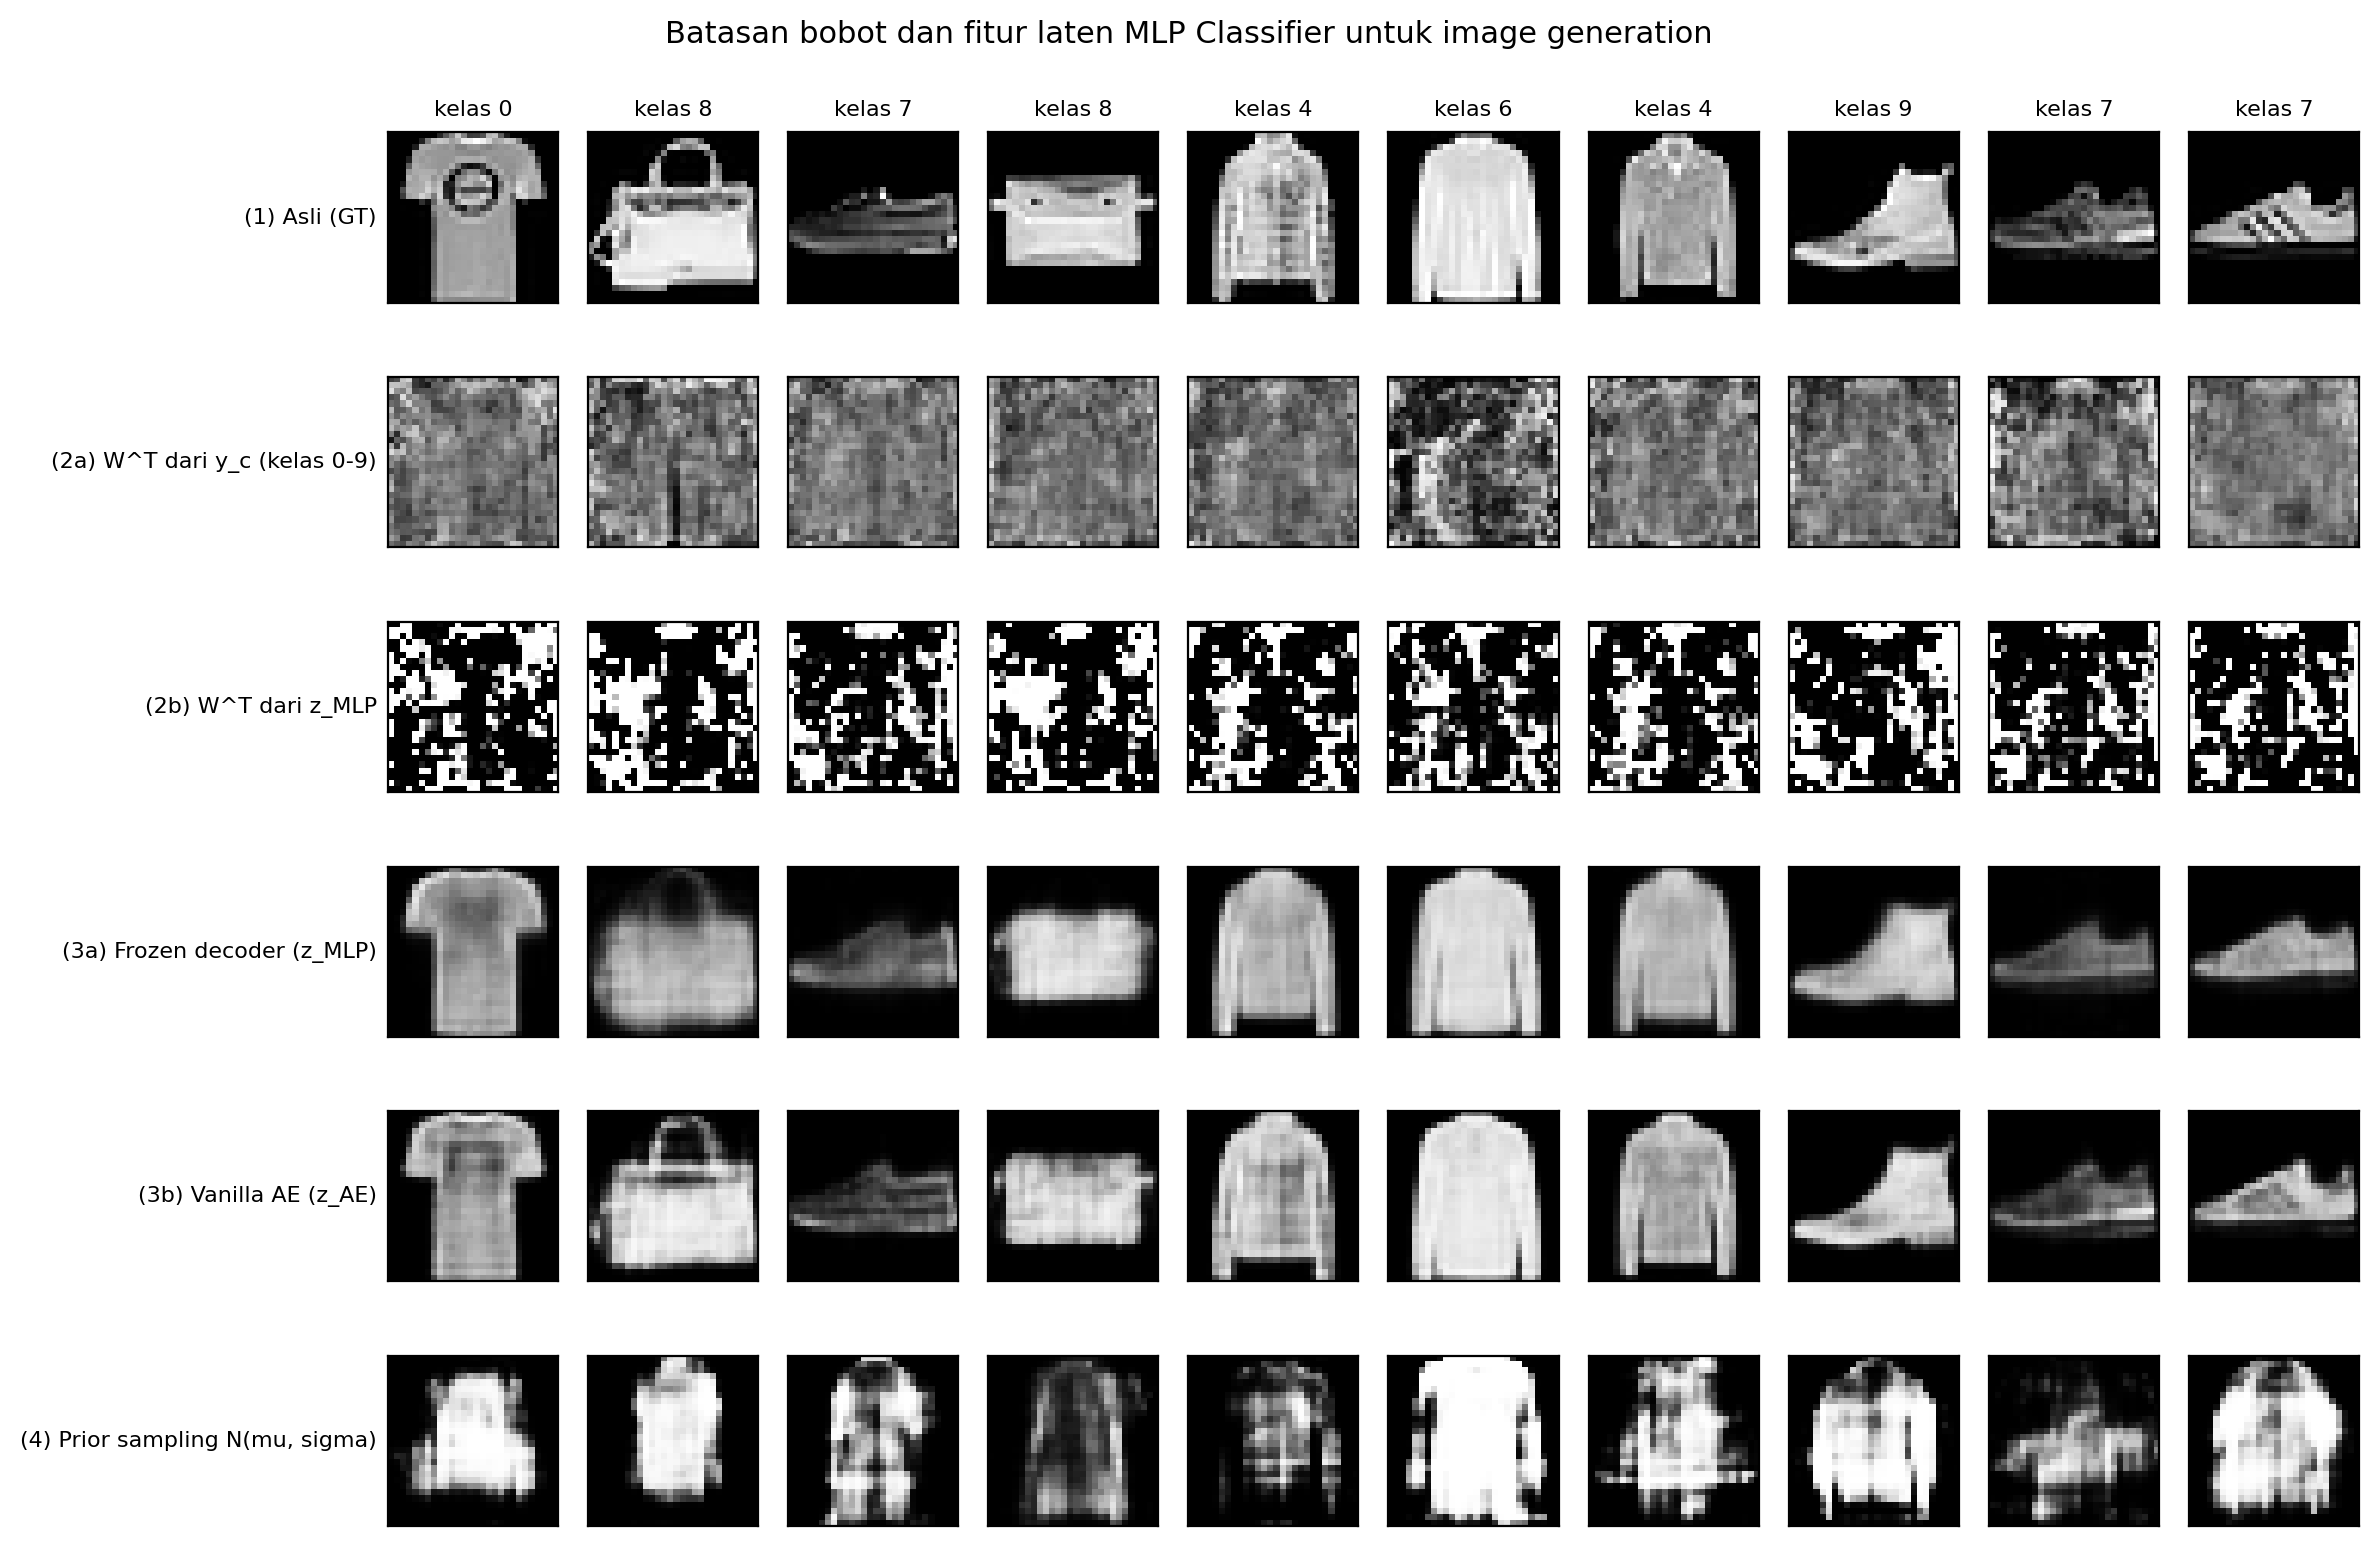 Batasan bobot dan fitur laten MLP Classifier untuk image generation
kelas 0 kelas 8 kelas 7 kelas 8 kelas 4 kelas 6 kelas 4 kelas 9 kelas 7 kelas 7
(1) Asli (GT)
(2a) W^T dari y_c (kelas 0-9)
(2b) W^T dari z_MLP
(3a) Frozen decoder (z_MLP)
(3b) Vanilla AE (z_AE)
(4) Prior sampling N(mu, sigma)